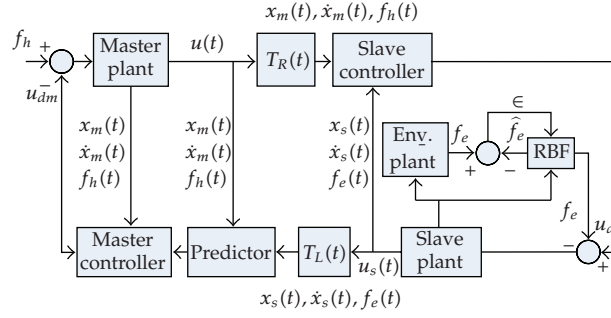 x_m(t), ẋ_m(t), f_h(t)
f_h
+
−
u_dm
Master
plant
u(t)
T_R(t)
Slave
controller
x_m(t)
ẋ_m(t)
f_h(t)
x_m(t)
ẋ_m(t)
f_h(t)
x_s(t)
ẋ_s(t)
f_e(t)
Env.
plant
f_e
+
−
∈
f̂_e
RBF
f_e
u_d
−
+
Master
controller
Predictor
T_L(t)
u_s(t)
Slave
plant
x_s(t), ẋ_s(t), f_e(t)